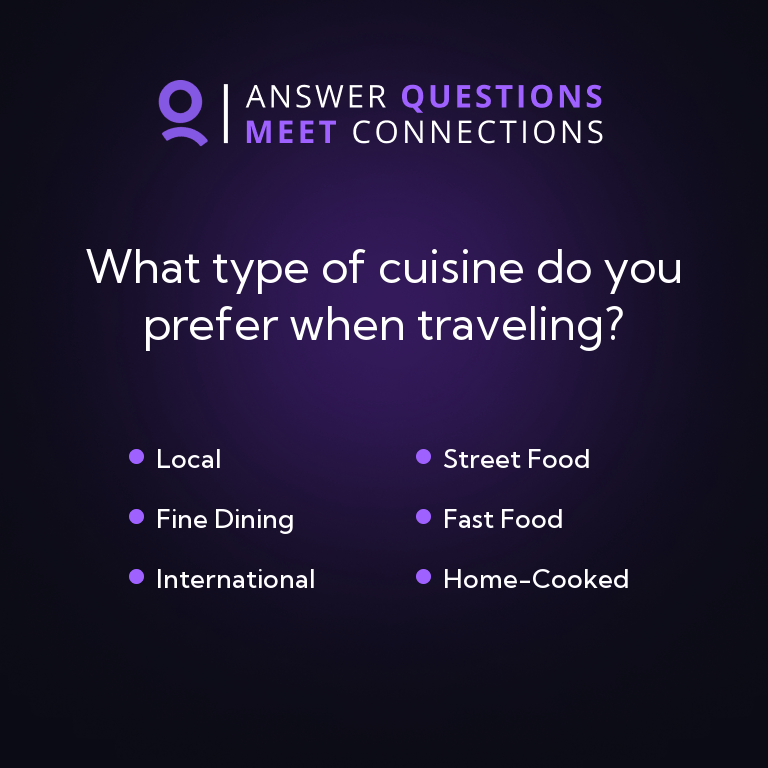 ANSWER QUESTIONS
MEET CONNECTIONS
What type of cuisine do you
prefer when traveling?
Local
Fine Dining
International
Street Food
Fast Food
Home-Cooked